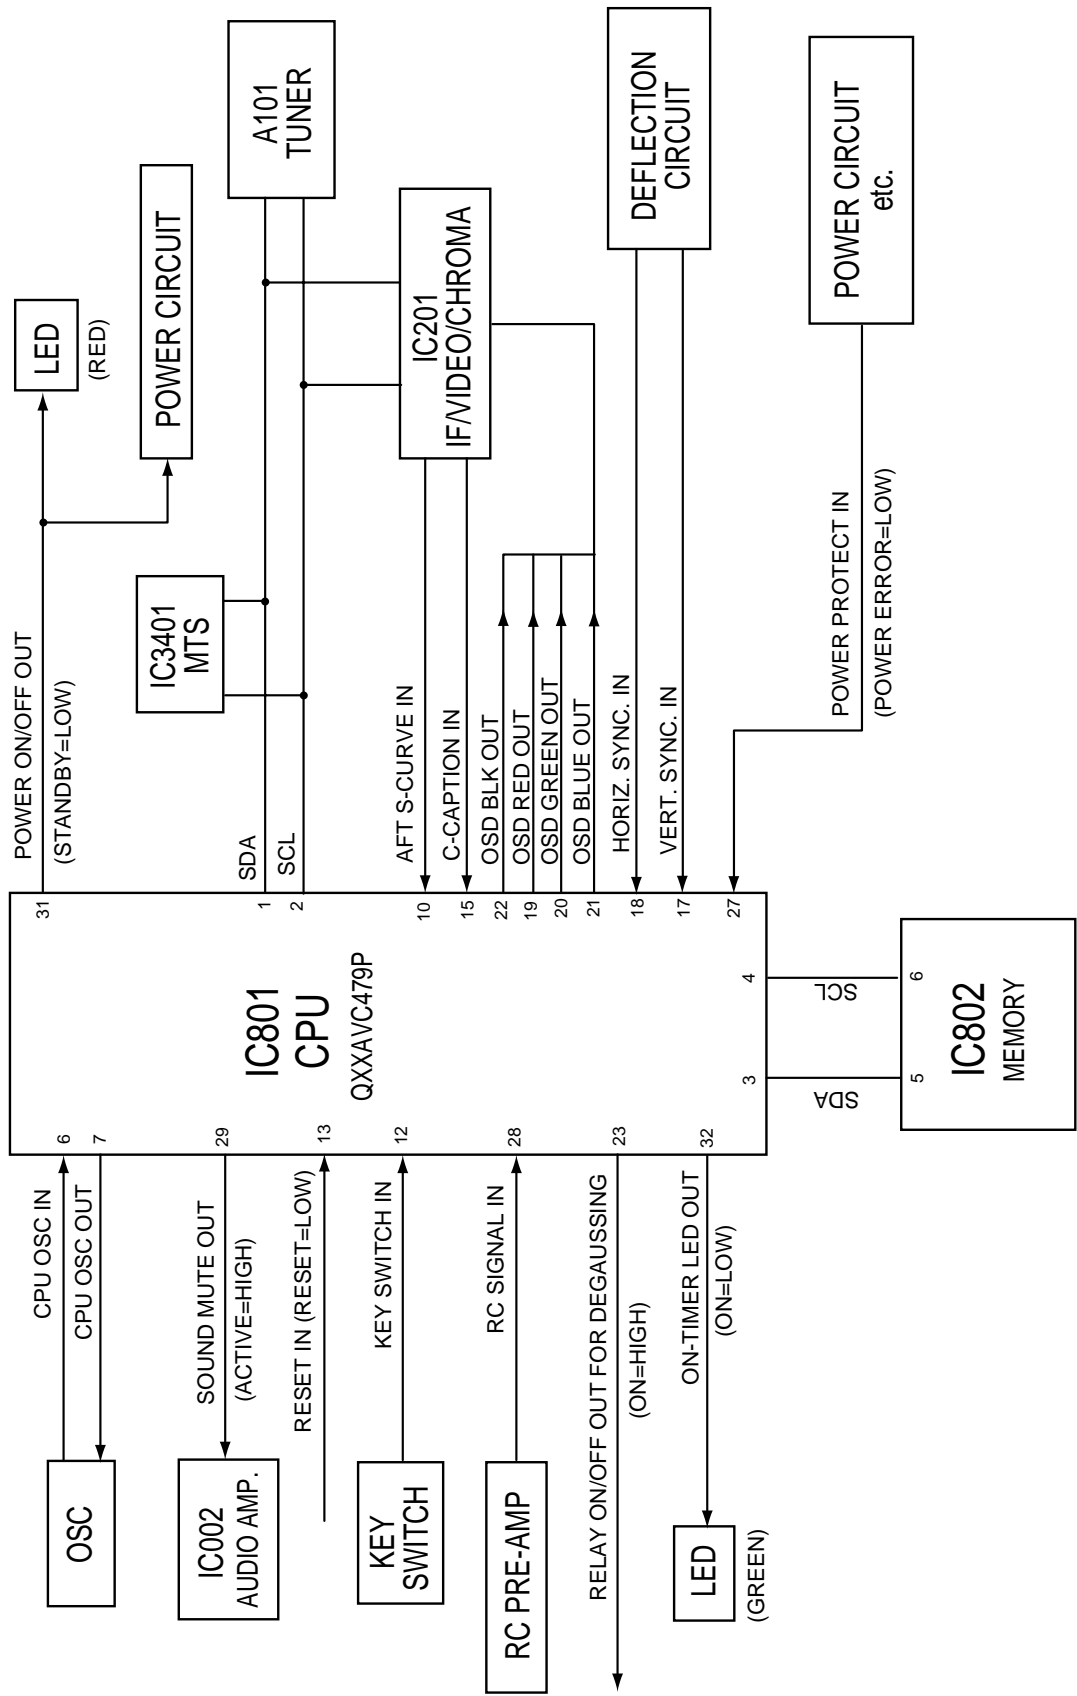 OSC
IC002
AUDIO AMP.
KEY
SWITCH
RC PRE-AMP
LED
(GREEN)
CPU OSC IN
CPU OSC OUT
SOUND MUTE OUT
(ACTIVE=HIGH)
RESET IN (RESET=LOW)
KEY SWITCH IN
RC SIGNAL IN
RELAY ON/OFF OUT FOR DEGAUSSING
(ON=HIGH)
ON-TIMER LED OUT
(ON=LOW)
6
7
29
13
12
28
23
32
IC801
CPU
QXXAVC479P
3
4
SDA
SCL
5
6
IC802
MEMORY
31
1
2
10
15
22
19
20
21
18
17
27
POWER ON/OFF OUT
(STANDBY=LOW)
SDA
SCL
AFT S-CURVE IN
C-CAPTION IN
OSD BLK OUT
OSD RED OUT
OSD GREEN OUT
OSD BLUE OUT
HORIZ. SYNC. IN
VERT. SYNC. IN
POWER PROTECT IN
(POWER ERROR=LOW)
IC3401
MTS
LED
(RED)
POWER CIRCUIT
A101
TUNER
IC201
IF/VIDEO/CHROMA
DEFLECTION
CIRCUIT
POWER CIRCUIT
etc.